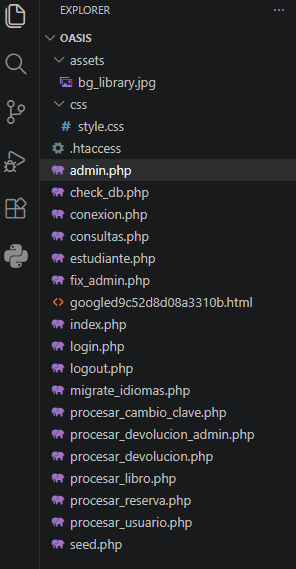 EXPLORER
OASIS
assets
bg_library.jpg
css
style.css
.htaccess
admin.php
check_db.php
conexion.php
consultas.php
estudiante.php
fix_admin.php
googled9c52d8d08a3310b.html
index.php
login.php
logout.php
migrate_idiomas.php
procesar_cambio_clave.php
procesar_devolucion_admin.php
procesar_devolucion.php
procesar_libro.php
procesar_reserva.php
procesar_usuario.php
seed.php